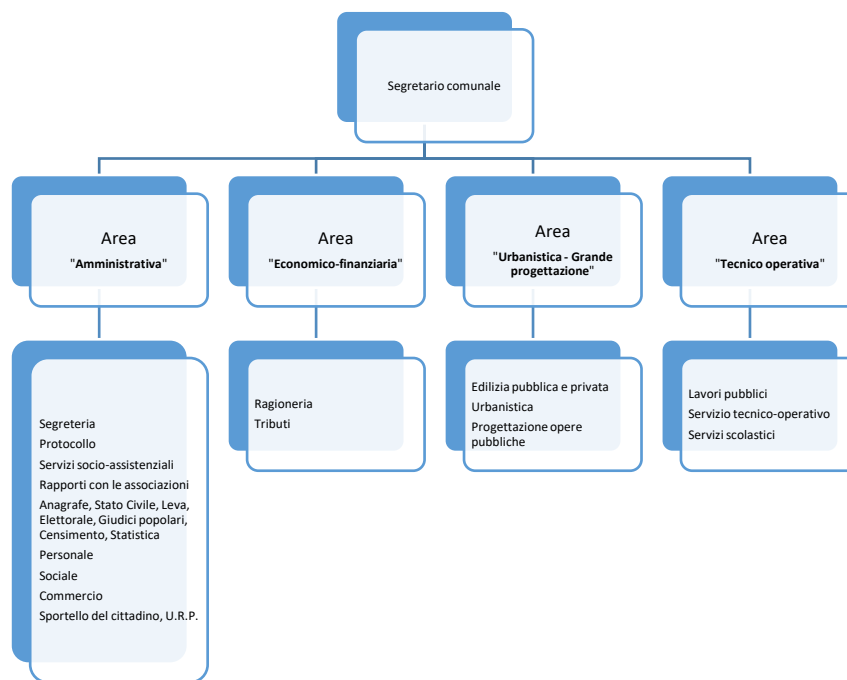 Segretario comunale
Area
"Amministrativa"
Area
"Economico-finanziaria"
Area
"Urbanistica - Grande
progettazione"
Area
"Tecnico operativa"
Segreteria
Protocollo
Servizi socio-assistenziali
Rapporti con le associazioni
Anagrafe, Stato Civile, Leva,
Elettorale, Giudici popolari,
Censimento, Statistica
Personale
Sociale
Commercio
Sportello del cittadino, U.R.P.
Ragioneria
Tributi
Edilizia pubblica e privata
Urbanistica
Progettazione opere
pubbliche
Lavori pubblici
Servizio tecnico-operativo
Servizi scolastici